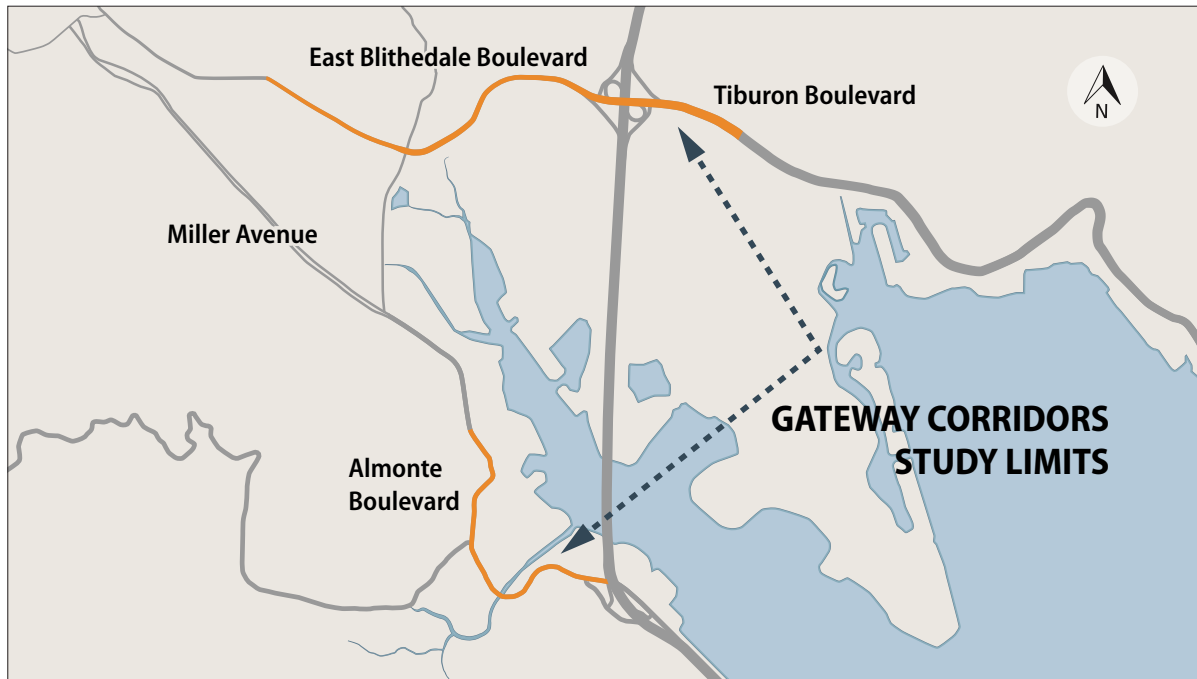 East Blithedale Boulevard
Tiburon Boulevard
N
Miller Avenue
GATEWAY CORRIDORS
STUDY LIMITS
Almonte
Boulevard